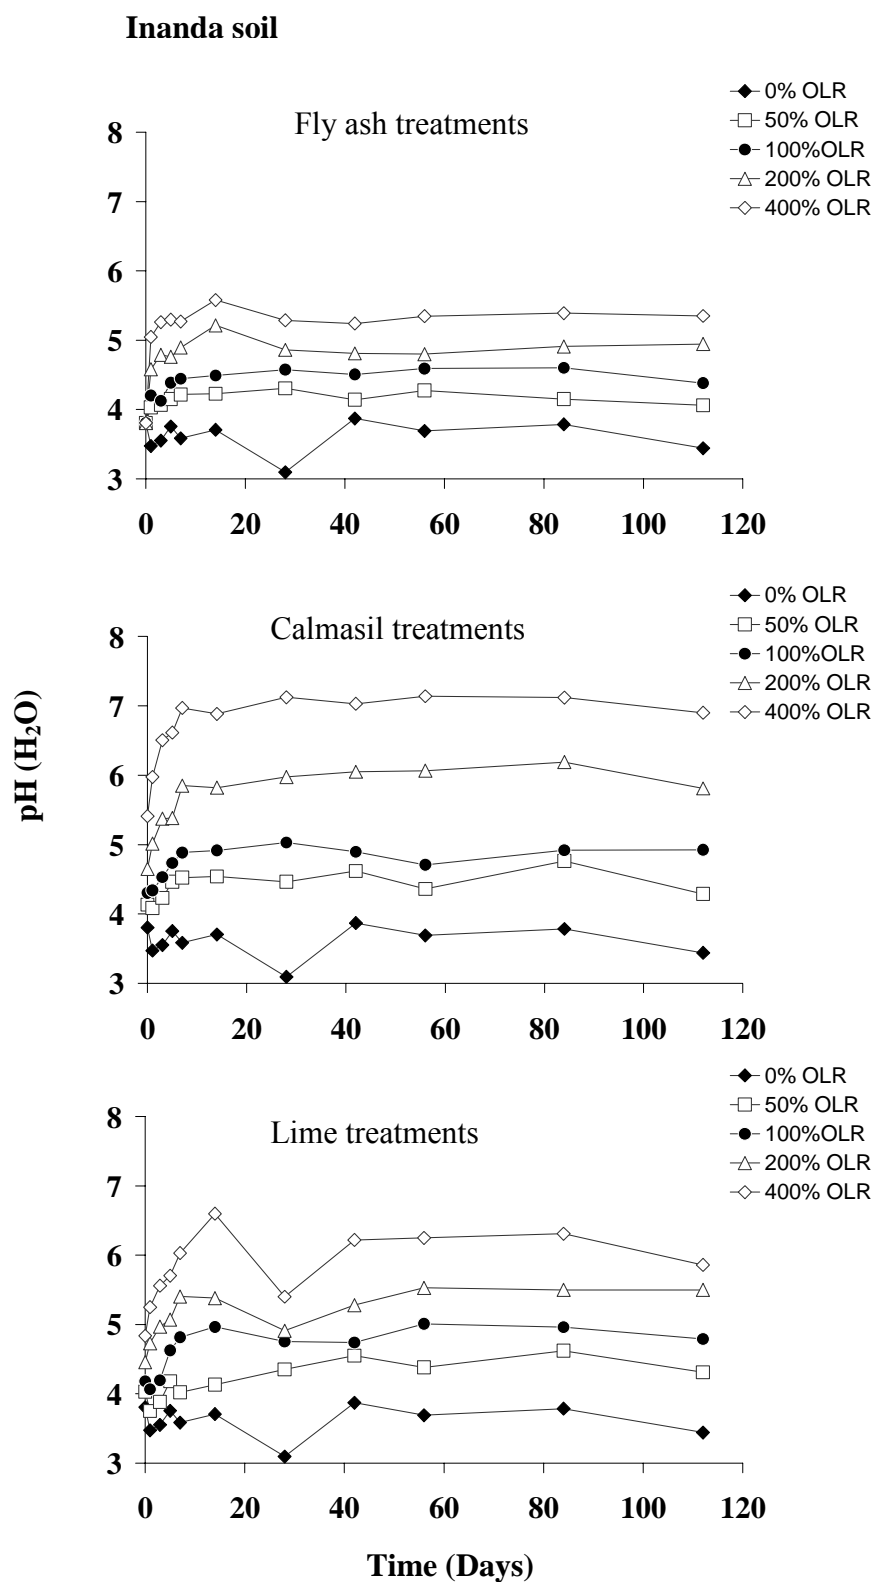 Inanda soil
Fly ash treatments
0% OLR
50% OLR
100%OLR
200% OLR
400% OLR
8
7
6
5
4
3
0 20 40 60 80 100 120
Calmasil treatments
0% OLR
50% OLR
100%OLR
200% OLR
400% OLR
8
7
6
5
4
3
0 20 40 60 80 100 120
pH (H₂O)
Lime treatments
0% OLR
50% OLR
100%OLR
200% OLR
400% OLR
8
7
6
5
4
3
0 20 40 60 80 100 120
Time (Days)